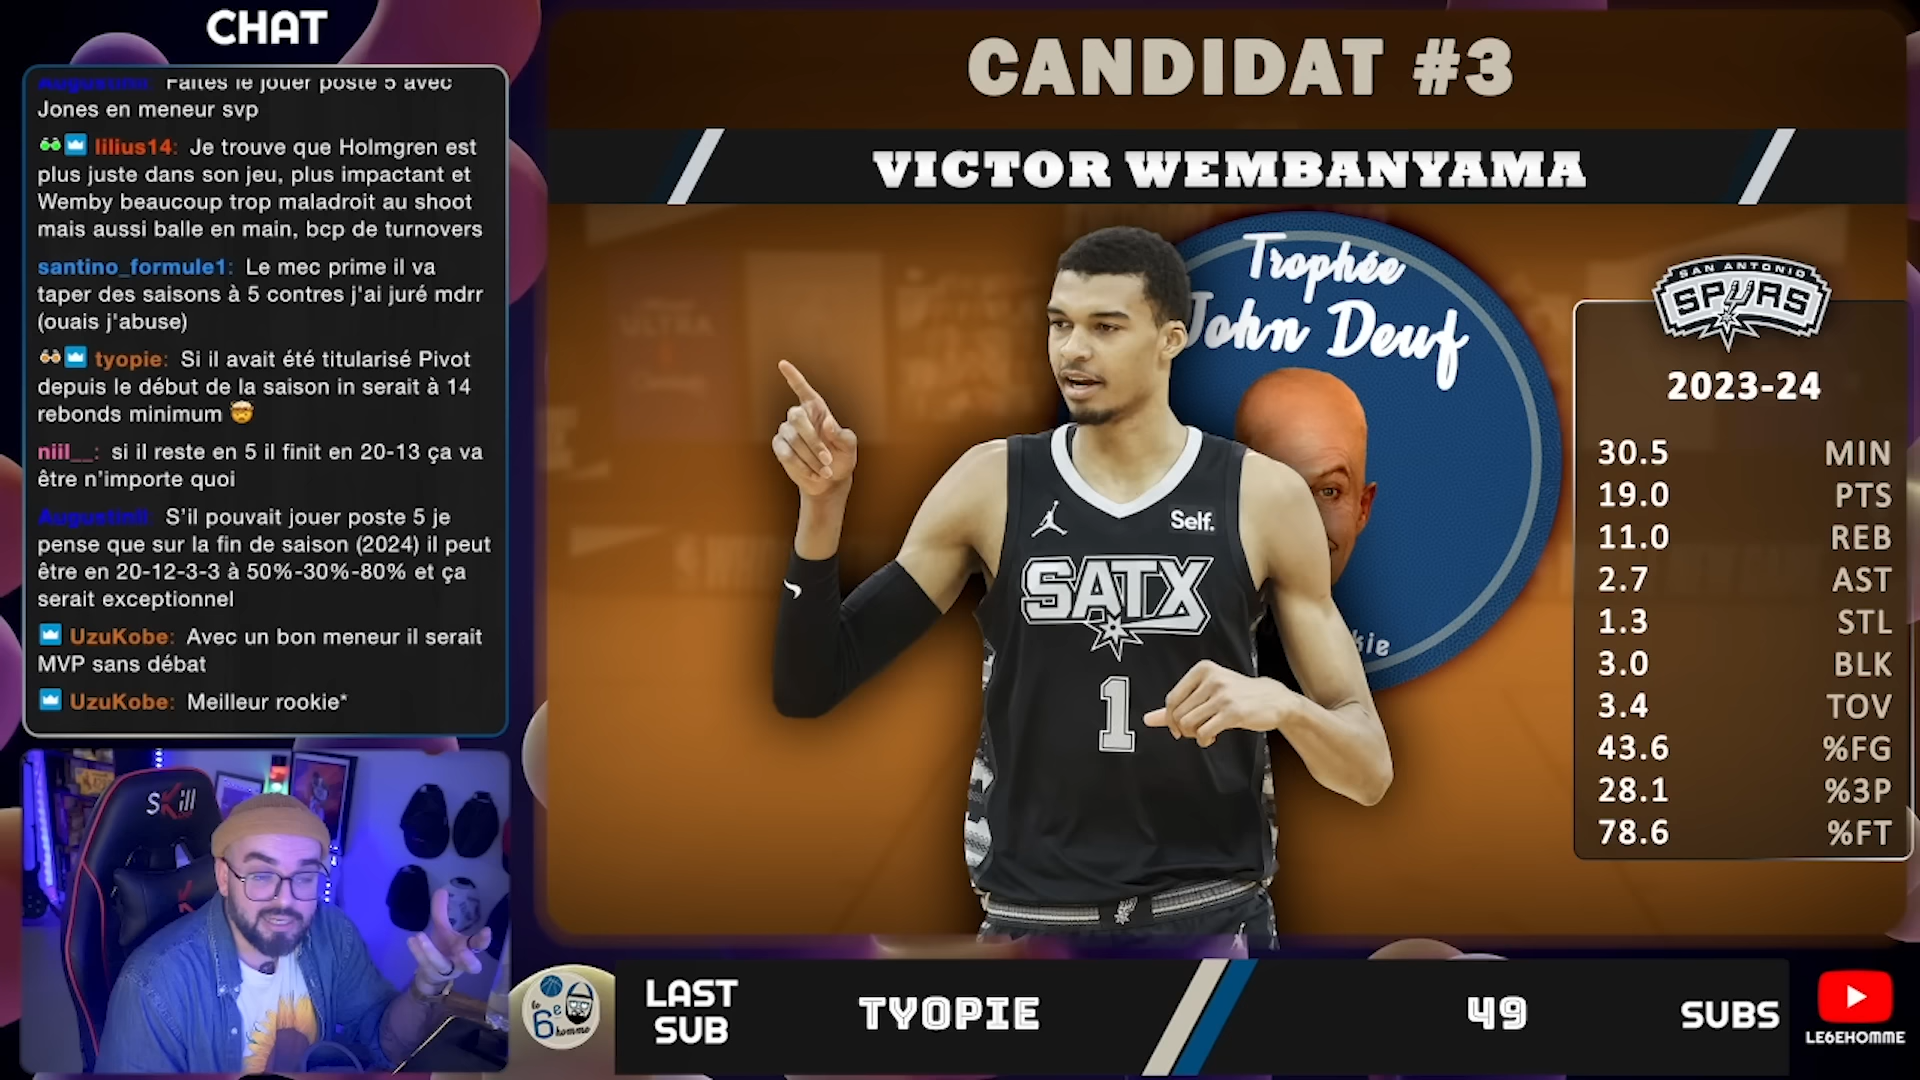 CHAT
Faites le jouer poste 5 avec
Jones en meneur svp
lilius14: Je trouve que Holmgren est
plus juste dans son jeu, plus impactant et
Wemby beaucoup trop maladroit au shoot
mais aussi balle en main, bcp de turnovers
santino_formule1: Le mec prime il va
taper des saisons à 5 contres j'ai juré mdrr
(ouais j'abuse)
tyopie: Si il avait été titularisé Pivot
depuis le début de la saison in serait à 14
rebonds minimum
niil__: si il reste en 5 il finit en 20-13 ça va
être n'importe quoi
S'il pouvait jouer poste 5 je
pense que sur la fin de saison (2024) il peut
être en 20-12-3-3 à 50%-30%-80% et ça
serait exceptionnel
UzuKobe: Avec un bon meneur il serait
MVP sans débat
UzuKobe: Meilleur rookie*
CANDIDAT #3
VICTOR WEMBANYAMA
Trophée
John Deuf
Self.
SATX
1
SAN ANTONIO
SPURS
2023-24
30.5 MIN
19.0 PTS
11.0 REB
2.7 AST
1.3 STL
3.0 BLK
3.4 TOV
43.6 %FG
28.1 %3P
78.6 %FT
SKill
le 6e homme
LAST SUB
TYOPIE
49
SUBS
LE6EHOMME